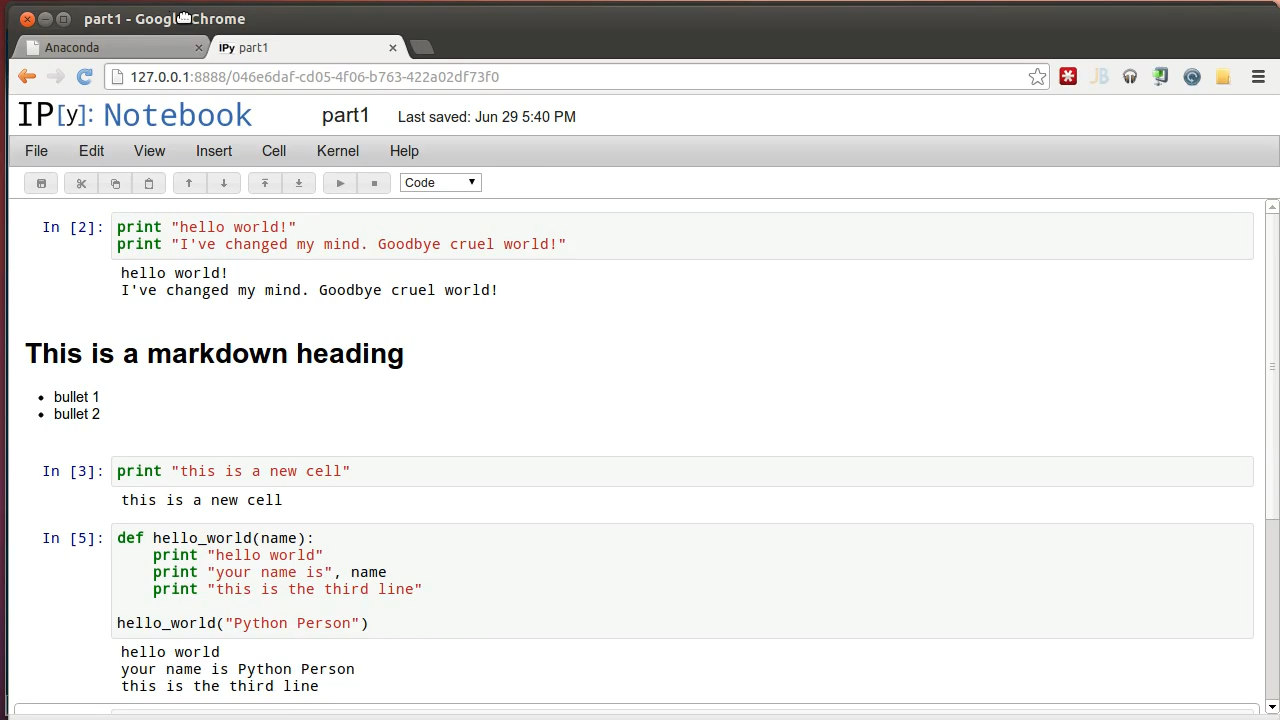 part1 - Google Chrome
Anaconda
IPy part1
127.0.0.1:8888/046e6daf-cd05-4f06-b763-422a02df73f0
IP[y]: Notebook part1 Last saved: Jun 29 5:40 PM
File Edit View Insert Cell Kernel Help
Code
In [2]: print "hello world!"
print "I've changed my mind. Goodbye cruel world!"
hello world!
I've changed my mind. Goodbye cruel world!
This is a markdown heading
• bullet 1
• bullet 2
In [3]: print "this is a new cell"
this is a new cell
In [5]: def hello_world(name):
print "hello world"
print "your name is", name
print "this is the third line"
hello_world("Python Person")
hello world
your name is Python Person
this is the third line